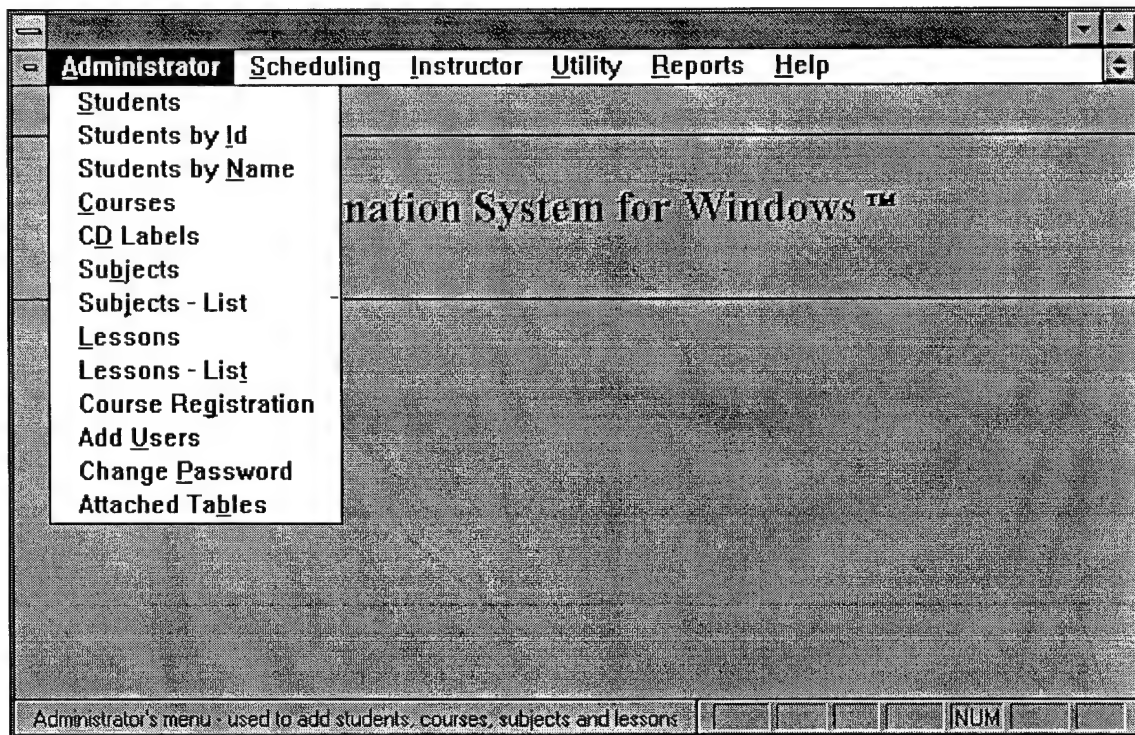 Administrator Scheduling Instructor Utility Reports Help
Students
Students by Id
Students by Name
Courses
CD Labels
Subjects
Subjects - List
Lessons
Lessons - List
Course Registration
Add Users
Change Password
Attached Tables
nation System for Windows ™
Administrator's menu - used to add students, courses, subjects and lessons NUM